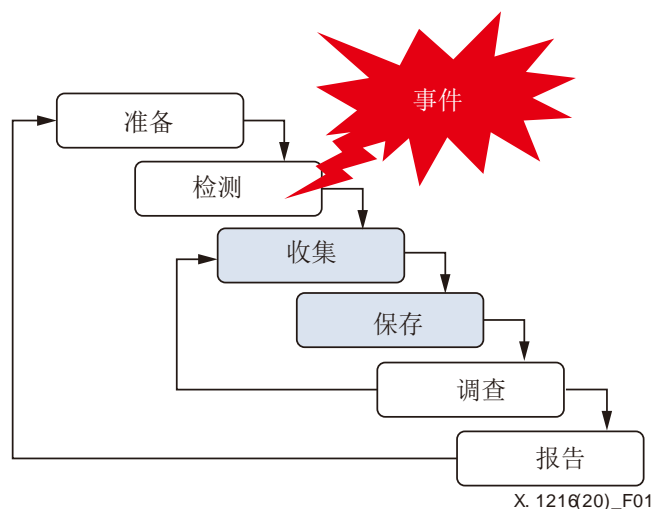 事件
准备
检测
收集
保存
调查
报告
X. 1216(20)_F01